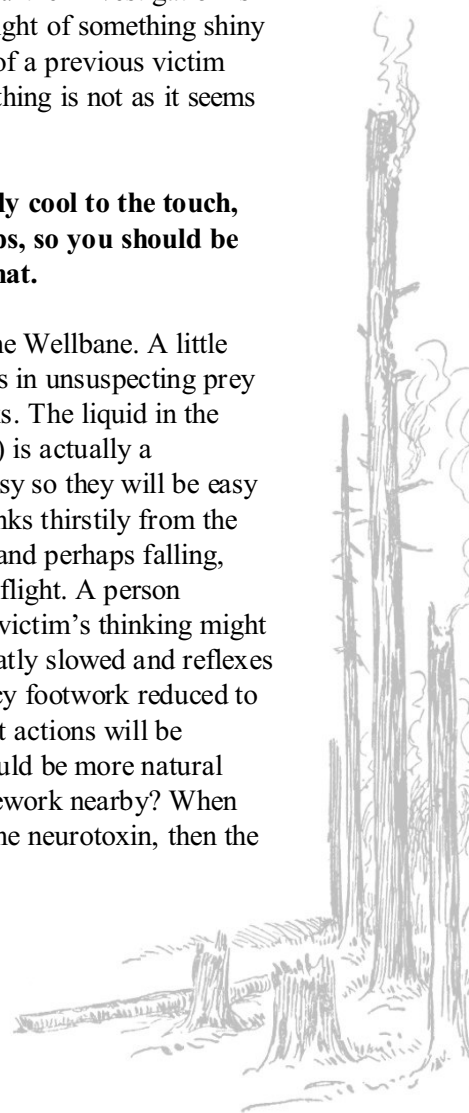 ght of something shiny
of a previous victim
thing is not as it seems
ly cool to the touch,
ps, so you should be
hat.
he Wellbane. A little
s in unsuspecting prey
s. The liquid in the
) is actually a
sy so they will be easy
nks thirstily from the
and perhaps falling,
flight. A person
victim’s thinking might
atly slowed and reflexes
cy footwork reduced to
t actions will be
uld be more natural
ework nearby? When
he neurotoxin, then the